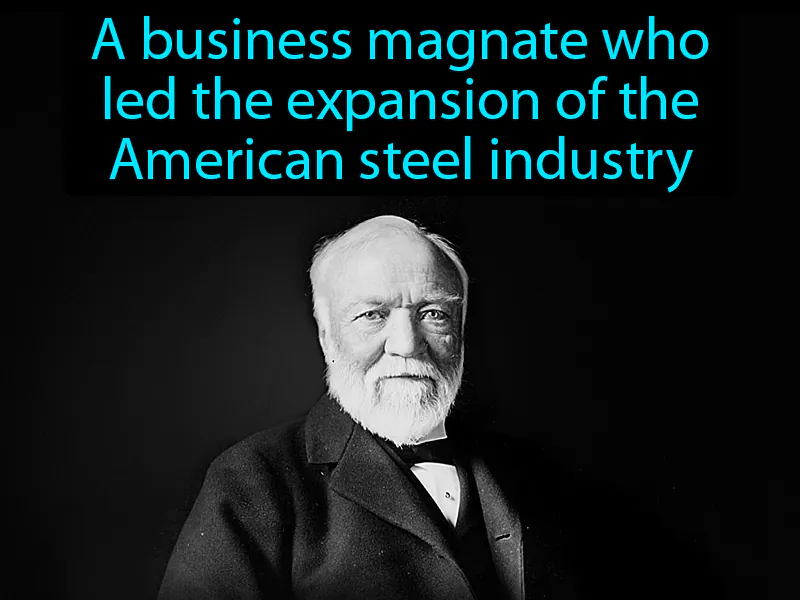 A business magnate who
led the expansion of the
American steel industry